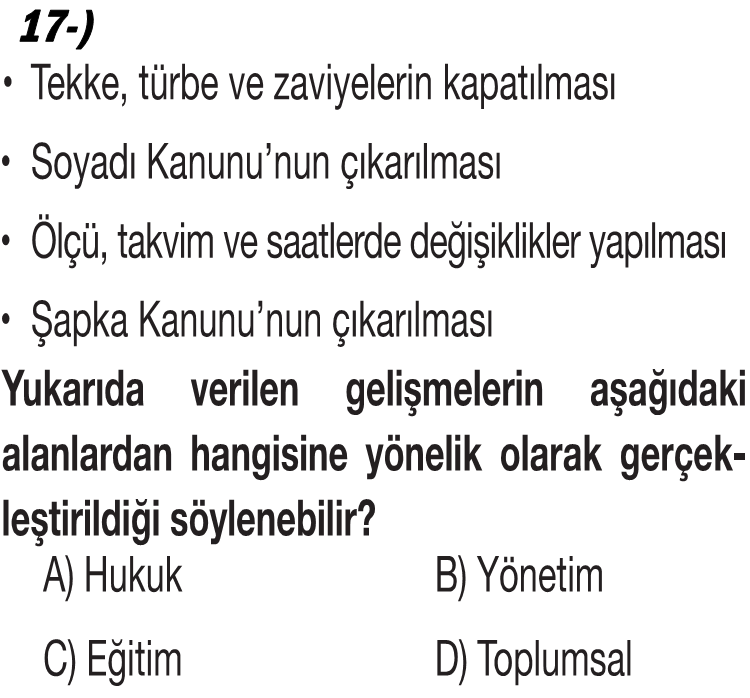 17-)
• Tekke, türbe ve zaviyelerin kapatılması
• Soyadı Kanunu’nun çıkarılması
• Ölçü, takvim ve saatlerde değişiklikler yapılması
• Şapka Kanunu’nun çıkarılması
Yukarıda verilen gelişmelerin aşağıdaki
alanlardan hangisine yönelik olarak gerçek-
leştirildiği söylenebilir?
A) Hukuk B) Yönetim
C) Eğitim D) Toplumsal